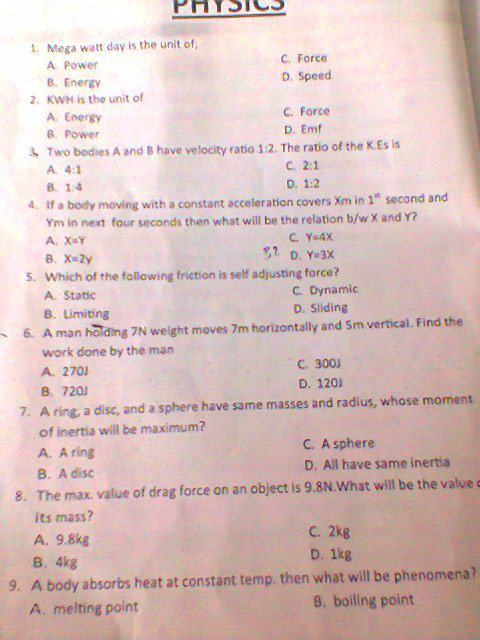 PHYSICS
1. Mega watt day is the unit of;
A. Power C. Force
B. Energy D. Speed
2. KWH is the unit of
A. Energy C. Force
B. Power D. Emf
3. Two bodies A and B have velocity ratio 1:2. The ratio of the K.Es is
A. 4:1 C. 2:1
B. 1:4 D. 1:2
4. If a body moving with a constant acceleration covers Xm in 1st second and
Ym in next four seconds then what will be the relation b/w X and Y?
A. X=Y C. Y=4X
B. X=2y ?? D. Y=3X
5. Which of the following friction is self adjusting force?
A. Static C. Dynamic
B. Limiting D. Sliding
6. A man holding 7N weight moves 7m horizontally and 5m vertical. Find the
work done by the man
A. 270J C. 300J
B. 720J D. 120J
7. A ring, a disc, and a sphere have same masses and radius, whose moment
of inertia will be maximum?
A. A ring C. A sphere
B. A disc D. All have same inertia
8. The max. value of drag force on an object is 9.8N.What will be the value
its mass?
A. 9.8kg C. 2kg
B. 4kg D. 1kg
9. A body absorbs heat at constant temp. then what will be phenomena?
A. melting point B. boiling point